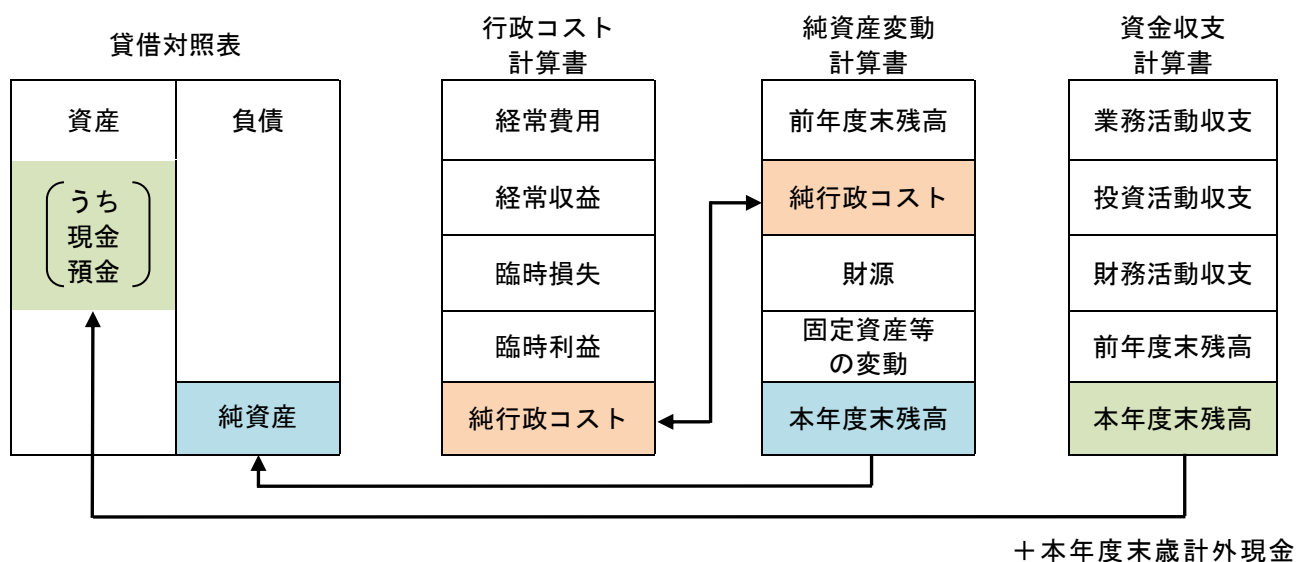 貸借対照表
資産
負債
うち
現金
預金
純資産
行政コスト
計算書
経常費用
経常収益
臨時損失
臨時利益
純行政コスト
純資産変動
計算書
前年度末残高
純行政コスト
財源
固定資産等
の変動
本年度末残高
資金収支
計算書
業務活動収支
投資活動収支
財務活動収支
前年度末残高
本年度末残高
＋本年度末歳計外現金